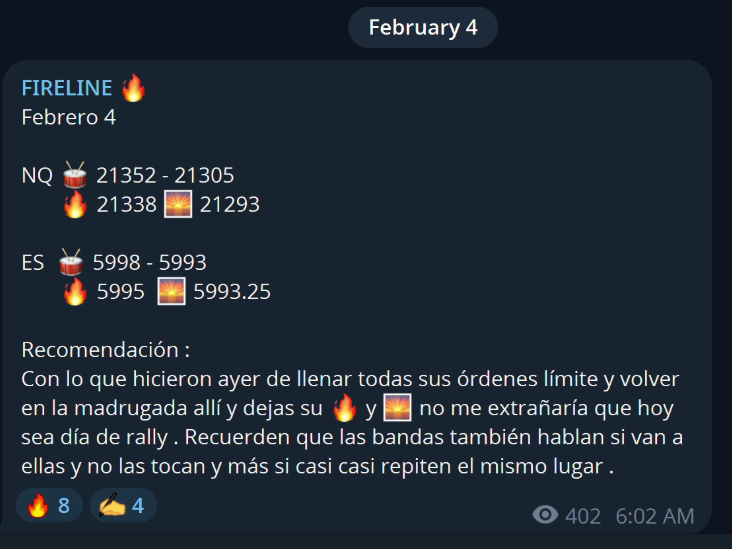 February 4
FIRELINE 🔥
Febrero 4
NQ 🥁 21352 - 21305
🔥 21338 🌅 21293
ES 🥁 5998 - 5993
🔥 5995 🌅 5993.25
Recomendación :
Con lo que hicieron ayer de llenar todas sus órdenes límite y volver
en la madrugada allí y dejas su 🔥 y 🌅 no me extrañaría que hoy
sea día de rally . Recuerden que las bandas también hablan si van a
ellas y no las tocan y más si casi casi repiten el mismo lugar .
🔥 8 ✍️ 4
402 6:02 AM